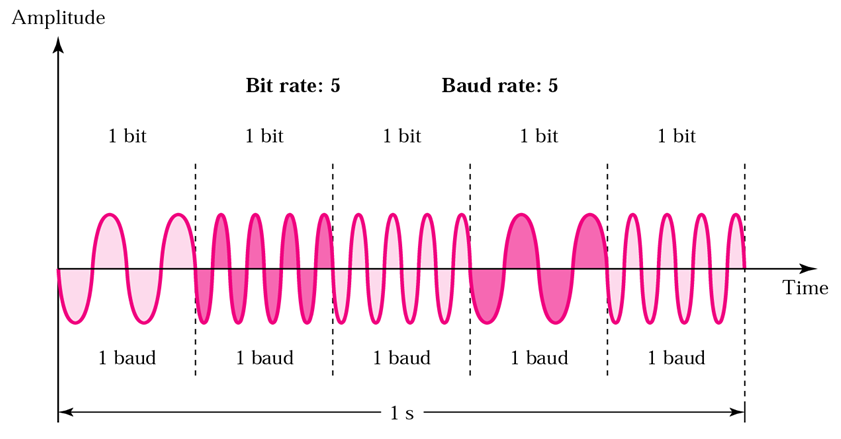 Amplitude
Bit rate: 5 Baud rate: 5
1 bit 1 bit 1 bit 1 bit 1 bit
Time
1 baud 1 baud 1 baud 1 baud 1 baud
1 s